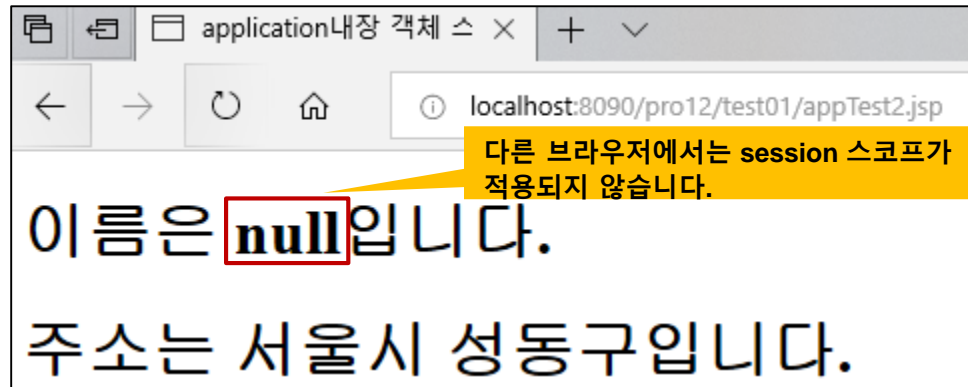 application내장 객체 스
localhost:8090/pro12/test01/appTest2.jsp
다른 브라우저에서는 session 스코프가
적용되지 않습니다.
이름은 null입니다.
주소는 서울시 성동구입니다.